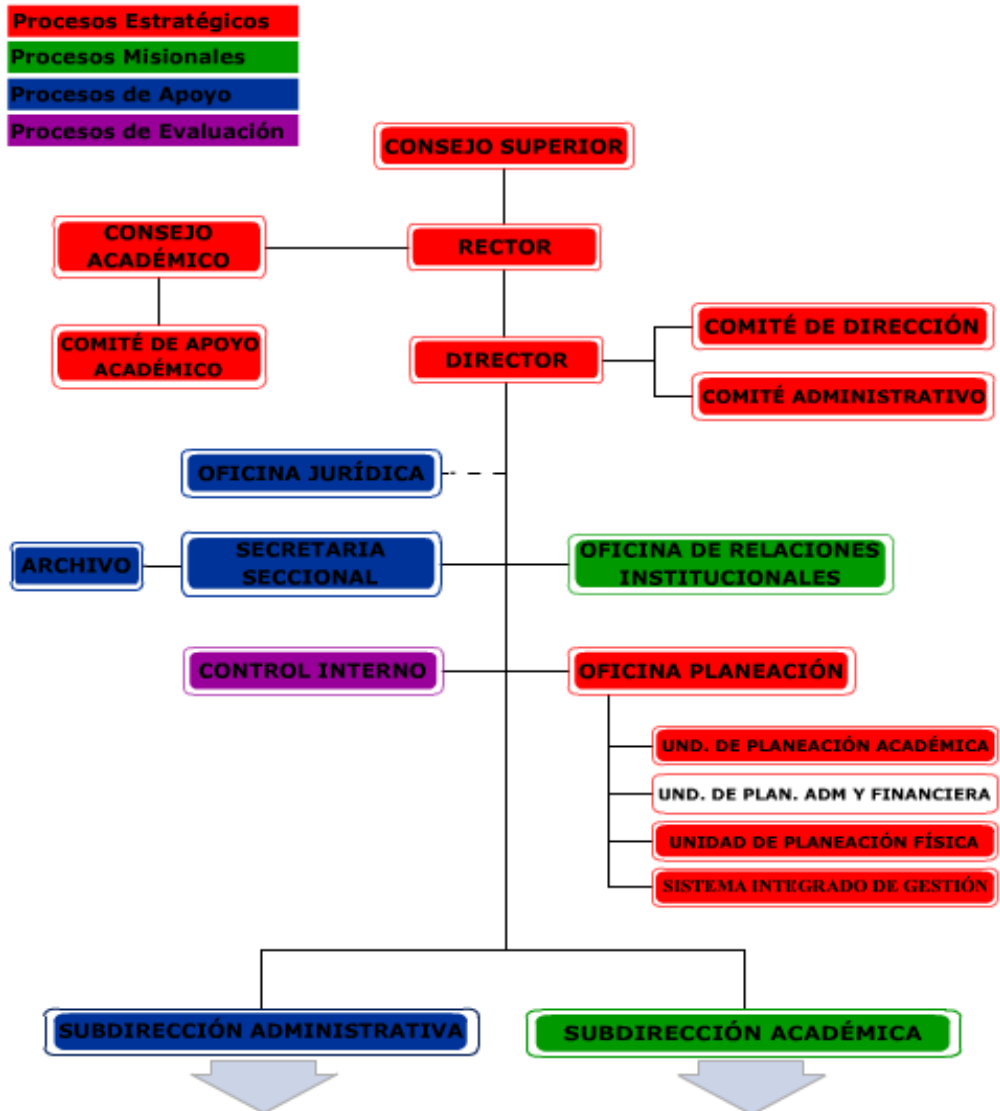 Procesos Estratégicos
Procesos Misionales
Procesos de Apoyo
Procesos de Evaluación
CONSEJO SUPERIOR
CONSEJO
ACADÉMICO
RECTOR
COMITÉ DE APOYO
ACADÉMICO
DIRECTOR
COMITÉ DE DIRECCIÓN
COMITÉ ADMINISTRATIVO
OFICINA JURÍDICA
ARCHIVO
SECRETARIA
SECCIONAL
OFICINA DE RELACIONES
INSTITUCIONALES
CONTROL INTERNO
OFICINA PLANEACIÓN
UND. DE PLANEACIÓN ACADÉMICA
UND. DE PLAN. ADM Y FINANCIERA
UNIDAD DE PLANEACIÓN FÍSICA
SISTEMA INTEGRADO DE GESTIÓN
SUBDIRECCIÓN ADMINISTRATIVA
SUBDIRECCIÓN ACADÉMICA